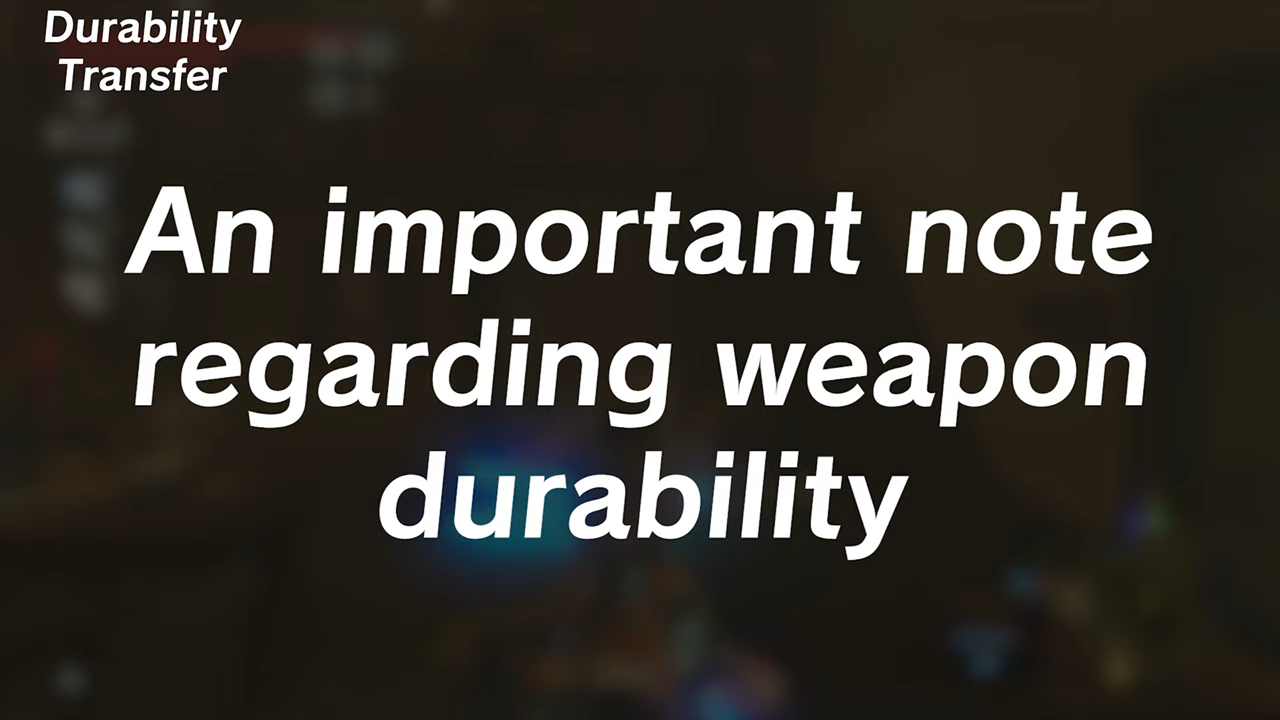 Durability
Transfer
An important note
regarding weapon
durability